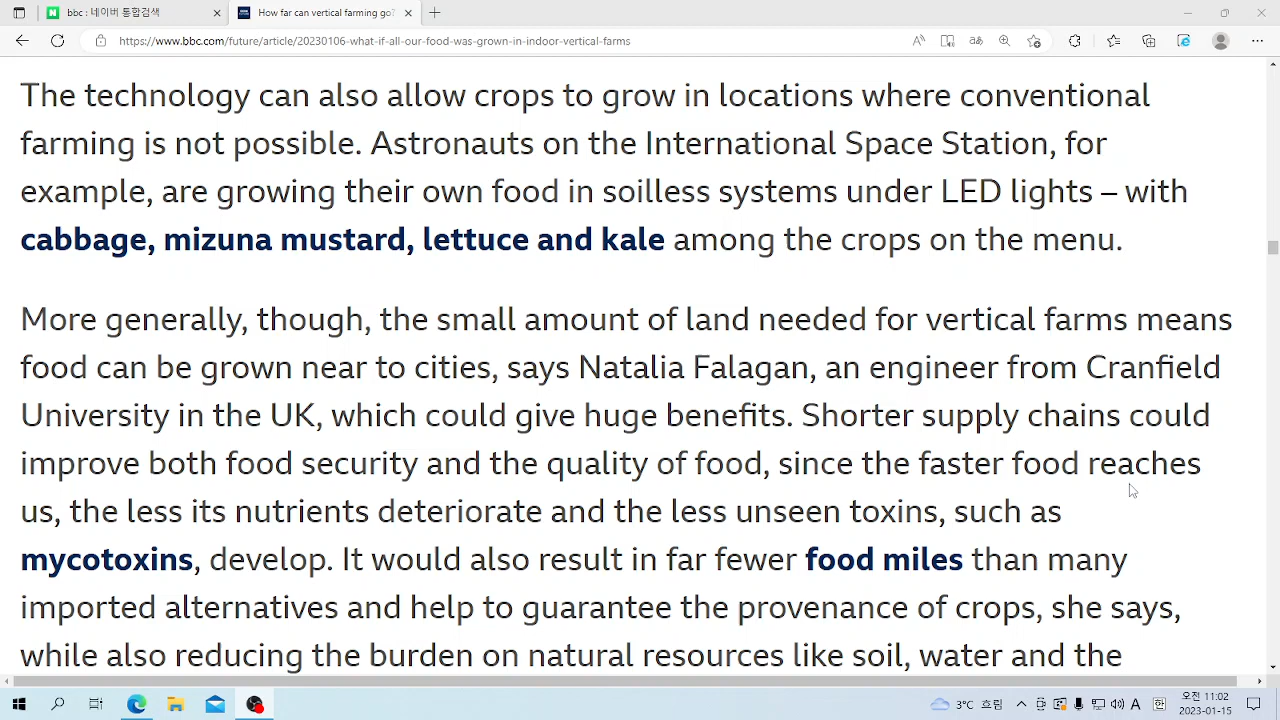 bbc : 네이버 통합검색
How far can vertical farming go?
https://www.bbc.com/future/article/20230106-what-if-all-our-food-was-grown-in-indoor-vertical-farms
The technology can also allow crops to grow in locations where conventional
farming is not possible. Astronauts on the International Space Station, for
example, are growing their own food in soilless systems under LED lights – with
cabbage, mizuna mustard, lettuce and kale among the crops on the menu.
More generally, though, the small amount of land needed for vertical farms means
food can be grown near to cities, says Natalia Falagan, an engineer from Cranfield
University in the UK, which could give huge benefits. Shorter supply chains could
improve both food security and the quality of food, since the faster food reaches
us, the less its nutrients deteriorate and the less unseen toxins, such as
mycotoxins, develop. It would also result in far fewer food miles than many
imported alternatives and help to guarantee the provenance of crops, she says,
while also reducing the burden on natural resources like soil, water and the
3°C 흐림
A
오전 11:02
2023-01-15